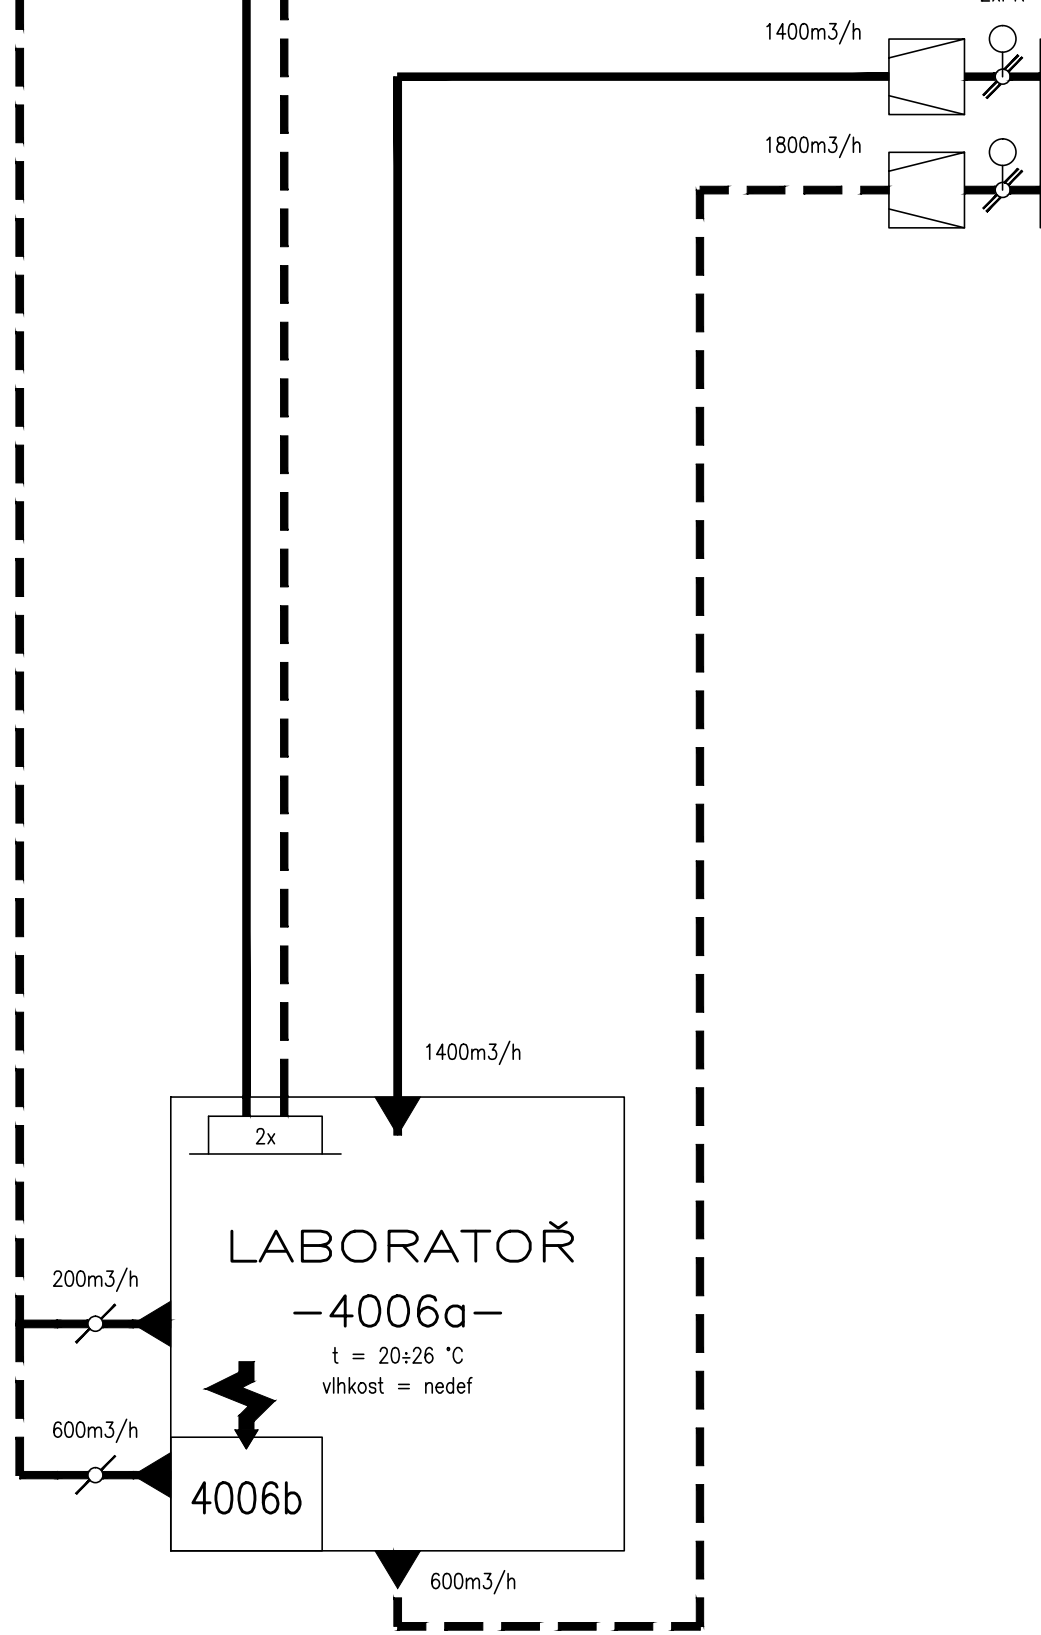 1400m3/h
1800m3/h
1400m3/h
2x
LABORATOŘ
-4006a-
200m3/h
t = 20÷26 °C
vlhkost = nedef
600m3/h
4006b
600m3/h